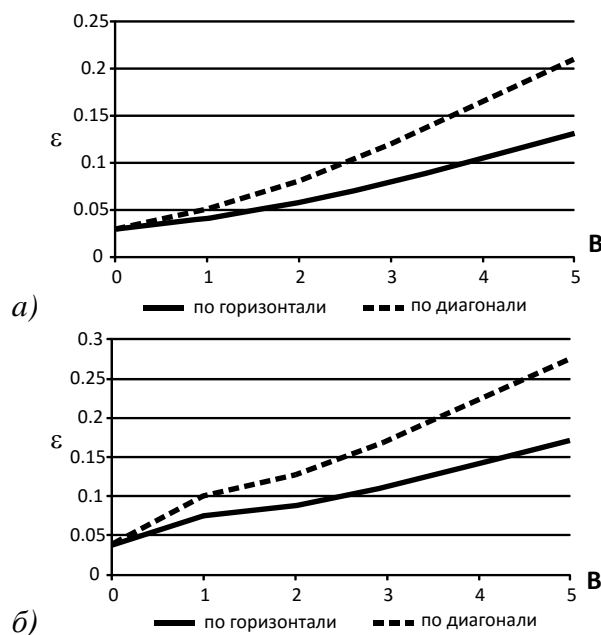 0.25
0.2
0.15
ε
0.1
0.05
В
0
0 1 2 3 4 5
а) по горизонтали по диагонали
0.3
0.25
0.2
ε
0.15
0.1
0.05
В
0
0 1 2 3 4 5
б) по горизонтали по диагонали